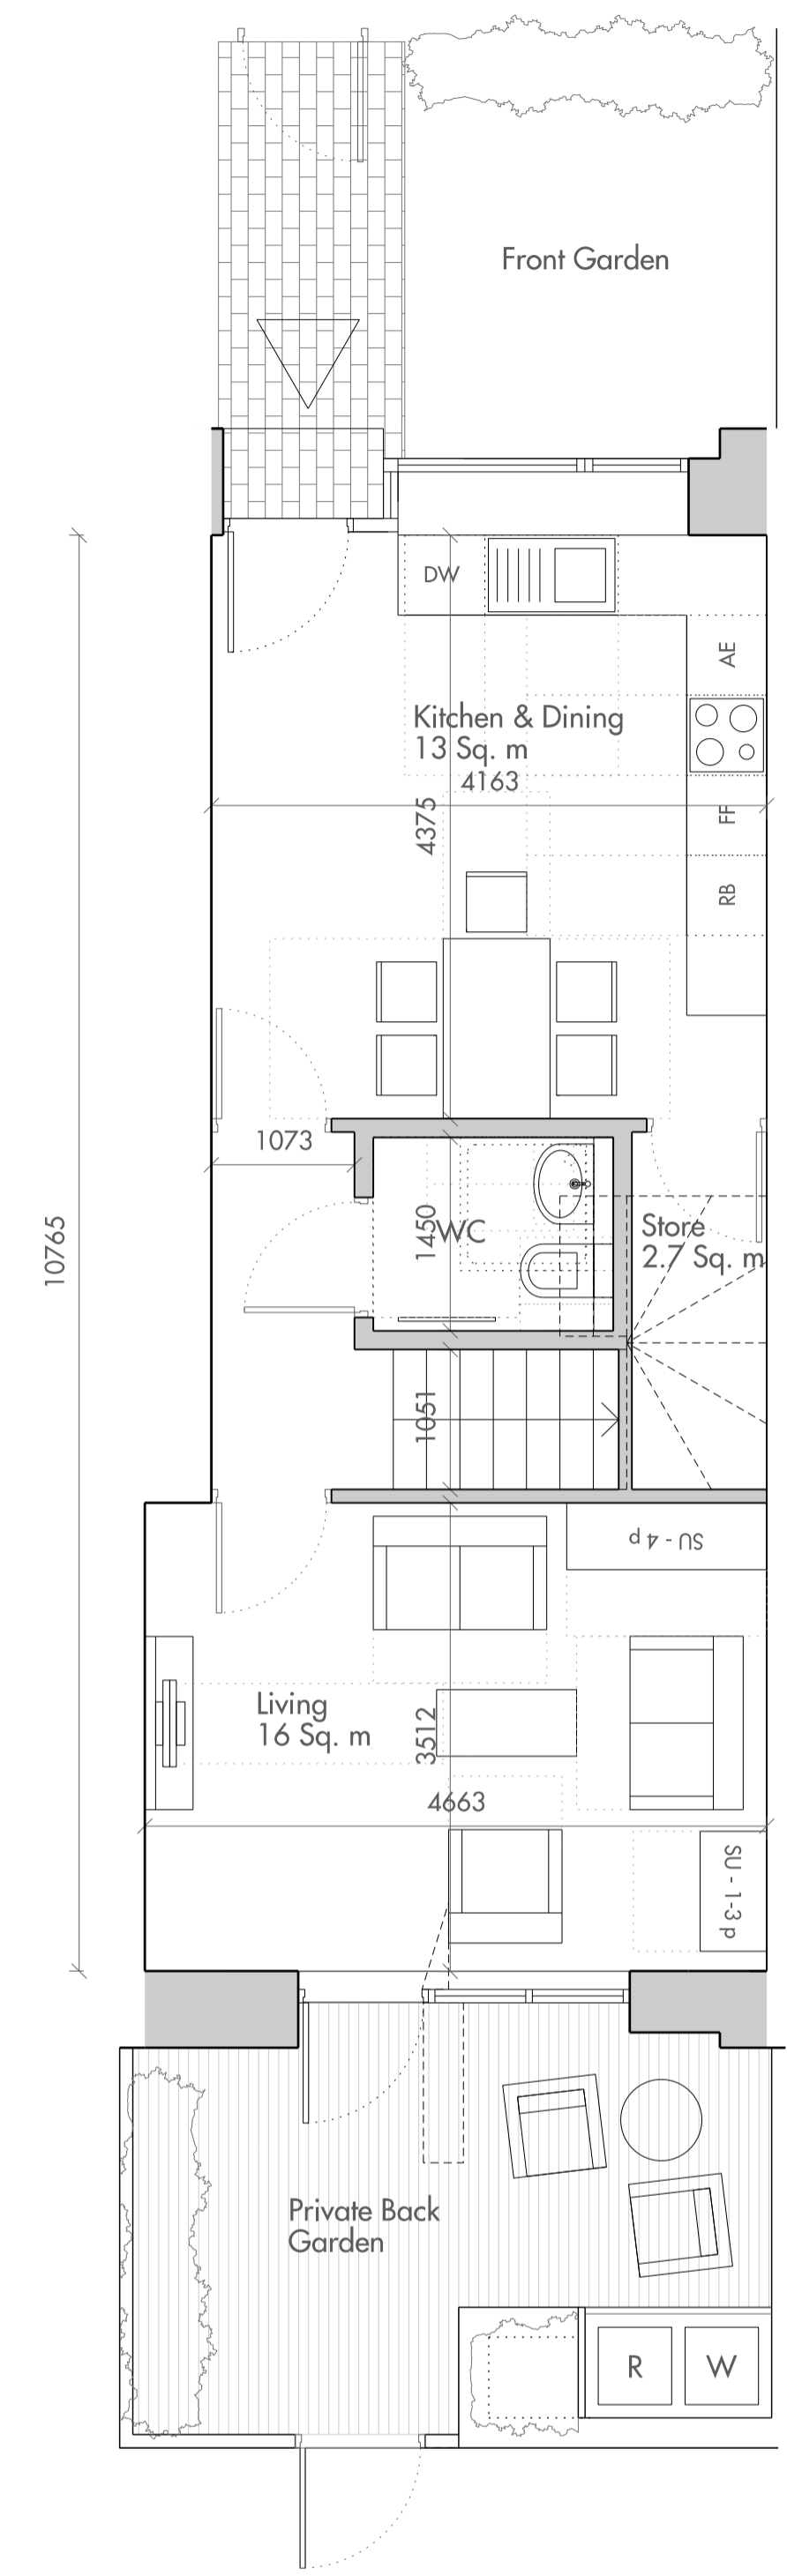 Front Garden
DW
AE
Kitchen & Dining
13 Sq. m
4163
4375
FF
RB
1073
10765
1450
WC
Store
2.7 Sq. m
1051
SU - 4 p
Living
16 Sq. m
3512
4663
SU - 1-3 p
Private Back
Garden
R
W